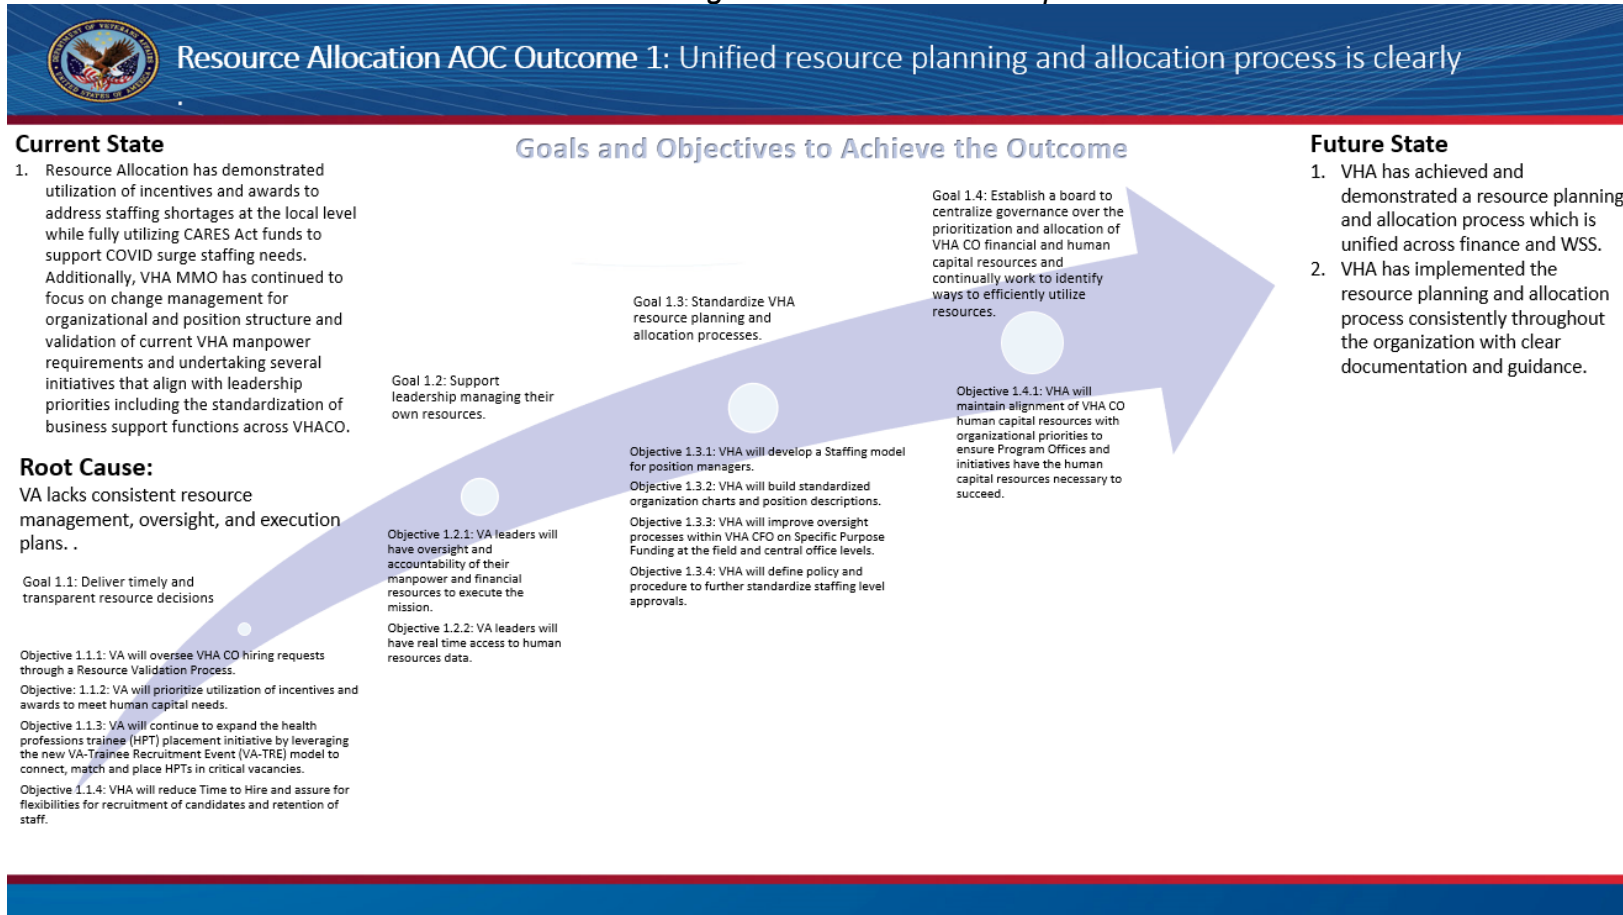 Resource Allocation AOC Outcome 1: Unified resource planning and allocation process is clearly
.
Current State
1. Resource Allocation has demonstrated
utilization of incentives and awards to
address staffing shortages at the local level
while fully utilizing CARES Act funds to
support COVID surge staffing needs.
Additionally, VHA MMO has continued to
focus on change management for
organizational and position structure and
validation of current VHA manpower
requirements and undertaking several
initiatives that align with leadership
priorities including the standardization of
business support functions across VHACO.
Root Cause:
VA lacks consistent resource
management, oversight, and execution
plans. .
Goals and Objectives to Achieve the Outcome
Goal 1.1: Deliver timely and
transparent resource decisions
Objective 1.1.1: VA will oversee VHA CO hiring requests
through a Resource Validation Process.
Objective: 1.1.2: VA will prioritize utilization of incentives and
awards to meet human capital needs.
Objective 1.1.3: VA will continue to expand the health
professions trainee (HPT) placement initiative by leveraging
the new VA-Trainee Recruitment Event (VA-TRE) model to
connect, match and place HPTs in critical vacancies.
Objective 1.1.4: VHA will reduce Time to Hire and assure for
flexibilities for recruitment of candidates and retention of
staff.
Goal 1.2: Support
leadership managing their
own resources.
Objective 1.2.1: VA leaders will
have oversight and
accountability of their
manpower and financial
resources to execute the
mission.
Objective 1.2.2: VA leaders will
have real time access to human
resources data.
Goal 1.3: Standardize VHA
resource planning and
allocation processes.
Objective 1.3.1: VHA will develop a Staffing model
for position managers.
Objective 1.3.2: VHA will build standardized
organization charts and position descriptions.
Objective 1.3.3: VHA will improve oversight
processes within VHA CFO on Specific Purpose
Funding at the field and central office levels.
Objective 1.3.4: VHA will define policy and
procedure to further standardize staffing level
approvals.
Goal 1.4: Establish a board to
centralize governance over the
prioritization and allocation of
VHA CO financial and human
capital resources and
continually work to identify
ways to efficiently utilize
resources.
Objective 1.4.1: VHA will
maintain alignment of VHA CO
human capital resources with
organizational priorities to
ensure Program Offices and
initiatives have the human
capital resources necessary to
succeed.
Future State
1. VHA has achieved and
demonstrated a resource planning
and allocation process which is
unified across finance and WSS.
2. VHA has implemented the
resource planning and allocation
process consistently throughout
the organization with clear
documentation and guidance.